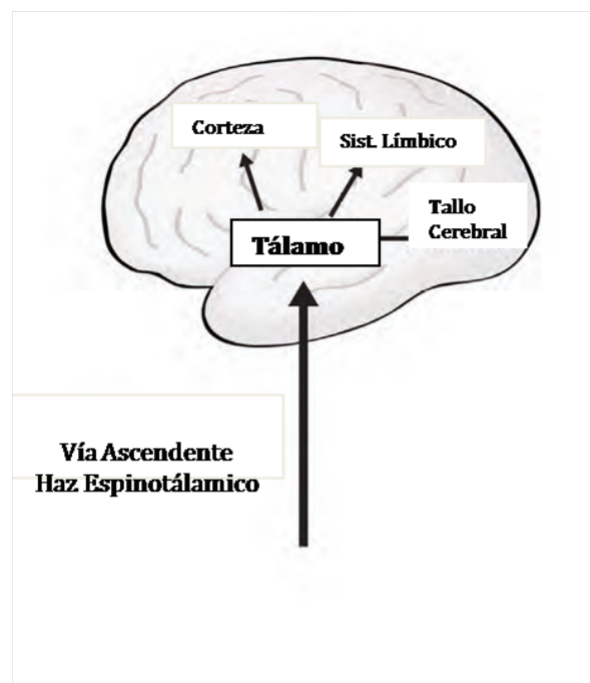 Corteza
Sist. Límbico
Tallo
Cerebral
Tálamo
Vía Ascendente
Haz Espinotálamico